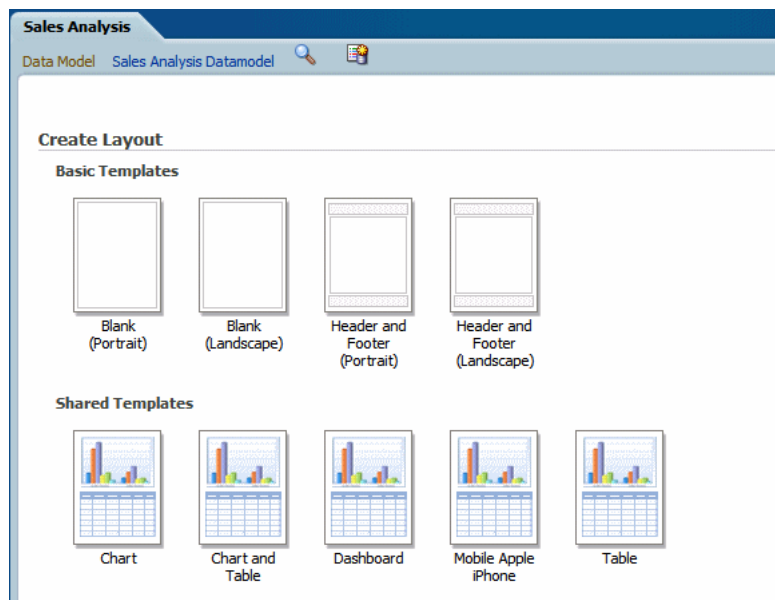 Sales Analysis
Data Model Sales Analysis Datamodel
Create Layout
Basic Templates
Blank
(Portrait)
Blank
(Landscape)
Header and
Footer
(Portrait)
Header and
Footer
(Landscape)
Shared Templates
Chart
Chart and
Table
Dashboard
Mobile Apple
iPhone
Table